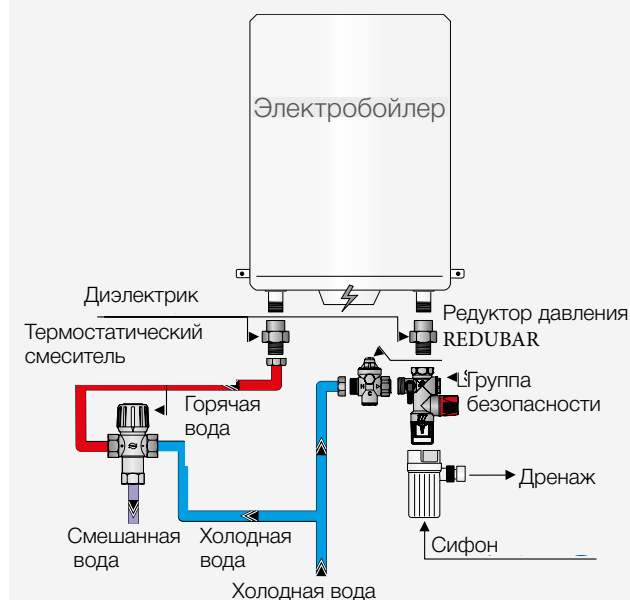 Электробойлер
Диэлектрик
Редуктор давления
REDUBAR
Термостатический
смеситель
Группа
безопасности
Горячая
вода
Дренаж
Смешанная
вода
Холодная
вода
Сифон
Холодная вода